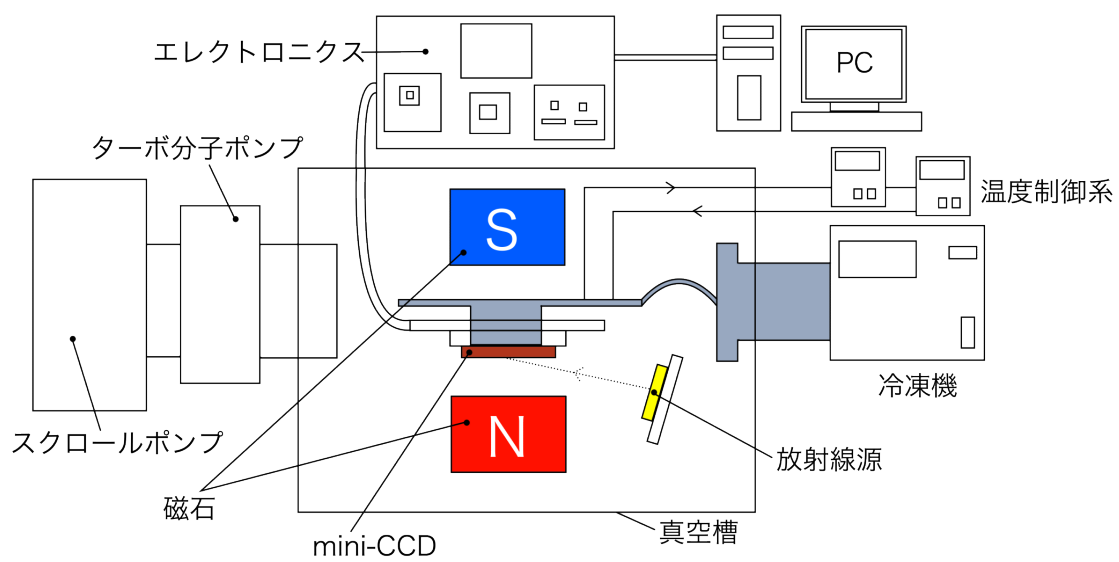 エレクトロニクス
PC
ターボ分子ポンプ
温度制御系
S
冷凍機
スクロールポンプ
N
放射線源
磁石
真空槽
mini-CCD